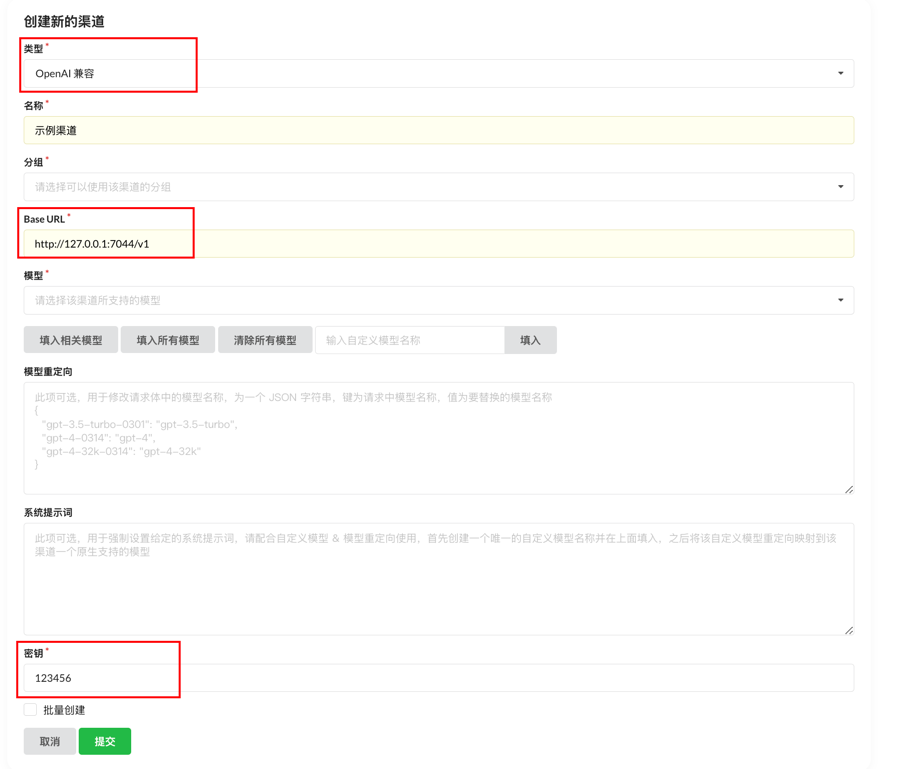 创建新的渠道
类型*
OpenAI 兼容
名称*
示例渠道
分组*
请选择可以使用该渠道的分组
Base URL*
http://127.0.0.1:7044/v1
模型*
请选择该渠道所支持的模型
填入相关模型 填入所有模型 清除所有模型 输入自定义模型名称 填入
模型重定向
此项可选，用于修改请求体中的模型名称，为一个 JSON 字符串，键为请求中模型名称，值为要替换的模型名称
{
"gpt-3.5-turbo-0301": "gpt-3.5-turbo",
"gpt-4-0314": "gpt-4",
"gpt-4-32k-0314": "gpt-4-32k"
}
系统提示词
此项可选，用于强制设置给定的系统提示词，请配合自定义模型 & 模型重定向使用，首先创建一个唯一的自定义模型名称并在上面填入，之后将该自定义模型重定向映射到该
渠道一个原生支持的模型
密钥*
123456
批量创建
取消 提交